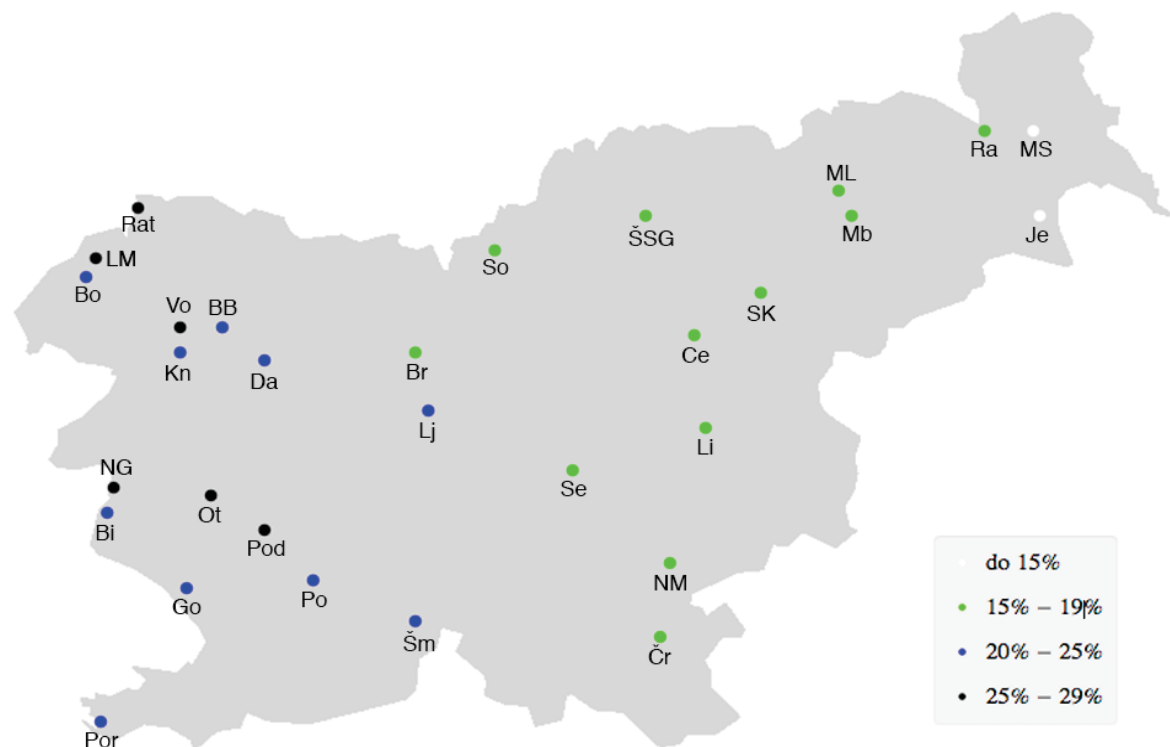 Ra
MS
ML
Rat
ŠSG
Mb
Je
LM
So
Bo
Vo
BB
SK
Kn
Da
Br
Ce
Lj
Li
NG
Se
Bi
Ot
Pod
do 15%
NM
Go
Po
15% – 19%
Šm
Čr
20% – 25%
25% – 29%
Por